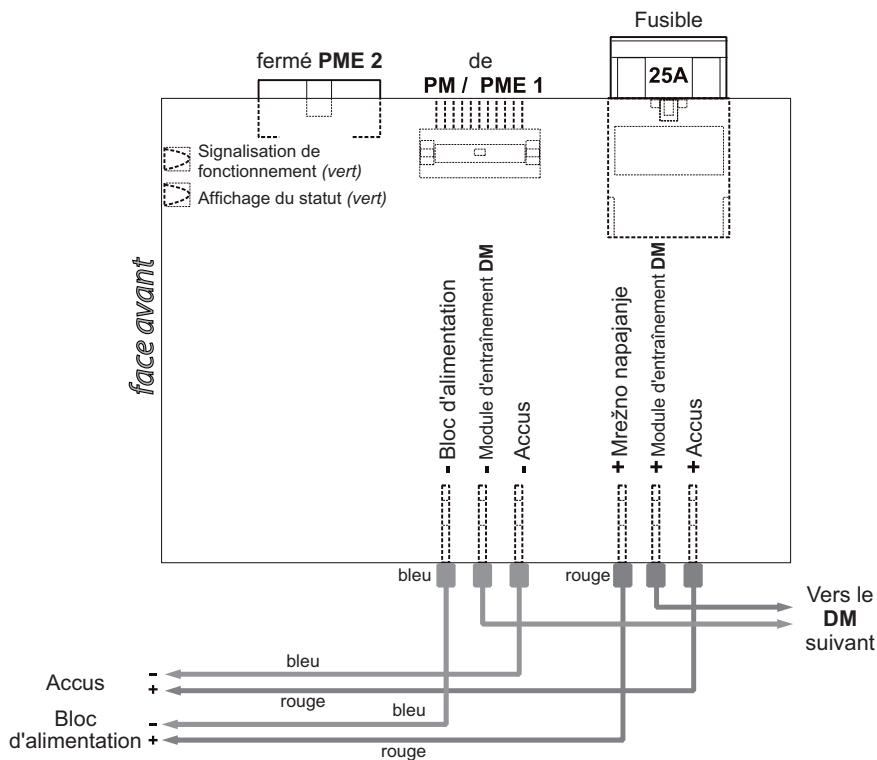 Fusible
fermé PME 2
de
PM / PME 1
25A
Signalisation de
fonctionnement (vert)
Affichage du statut (vert)
face avant
- Bloc d'alimentation
- Module d'entraînement DM
- Accus
+ Mrežno napajanje
+ Module d'entraînement DM
+ Accus
bleu
rouge
Vers le
DM
suivant
bleu
Accus
-
+
rouge
bleu
Bloc
d'alimentation
-
+
rouge